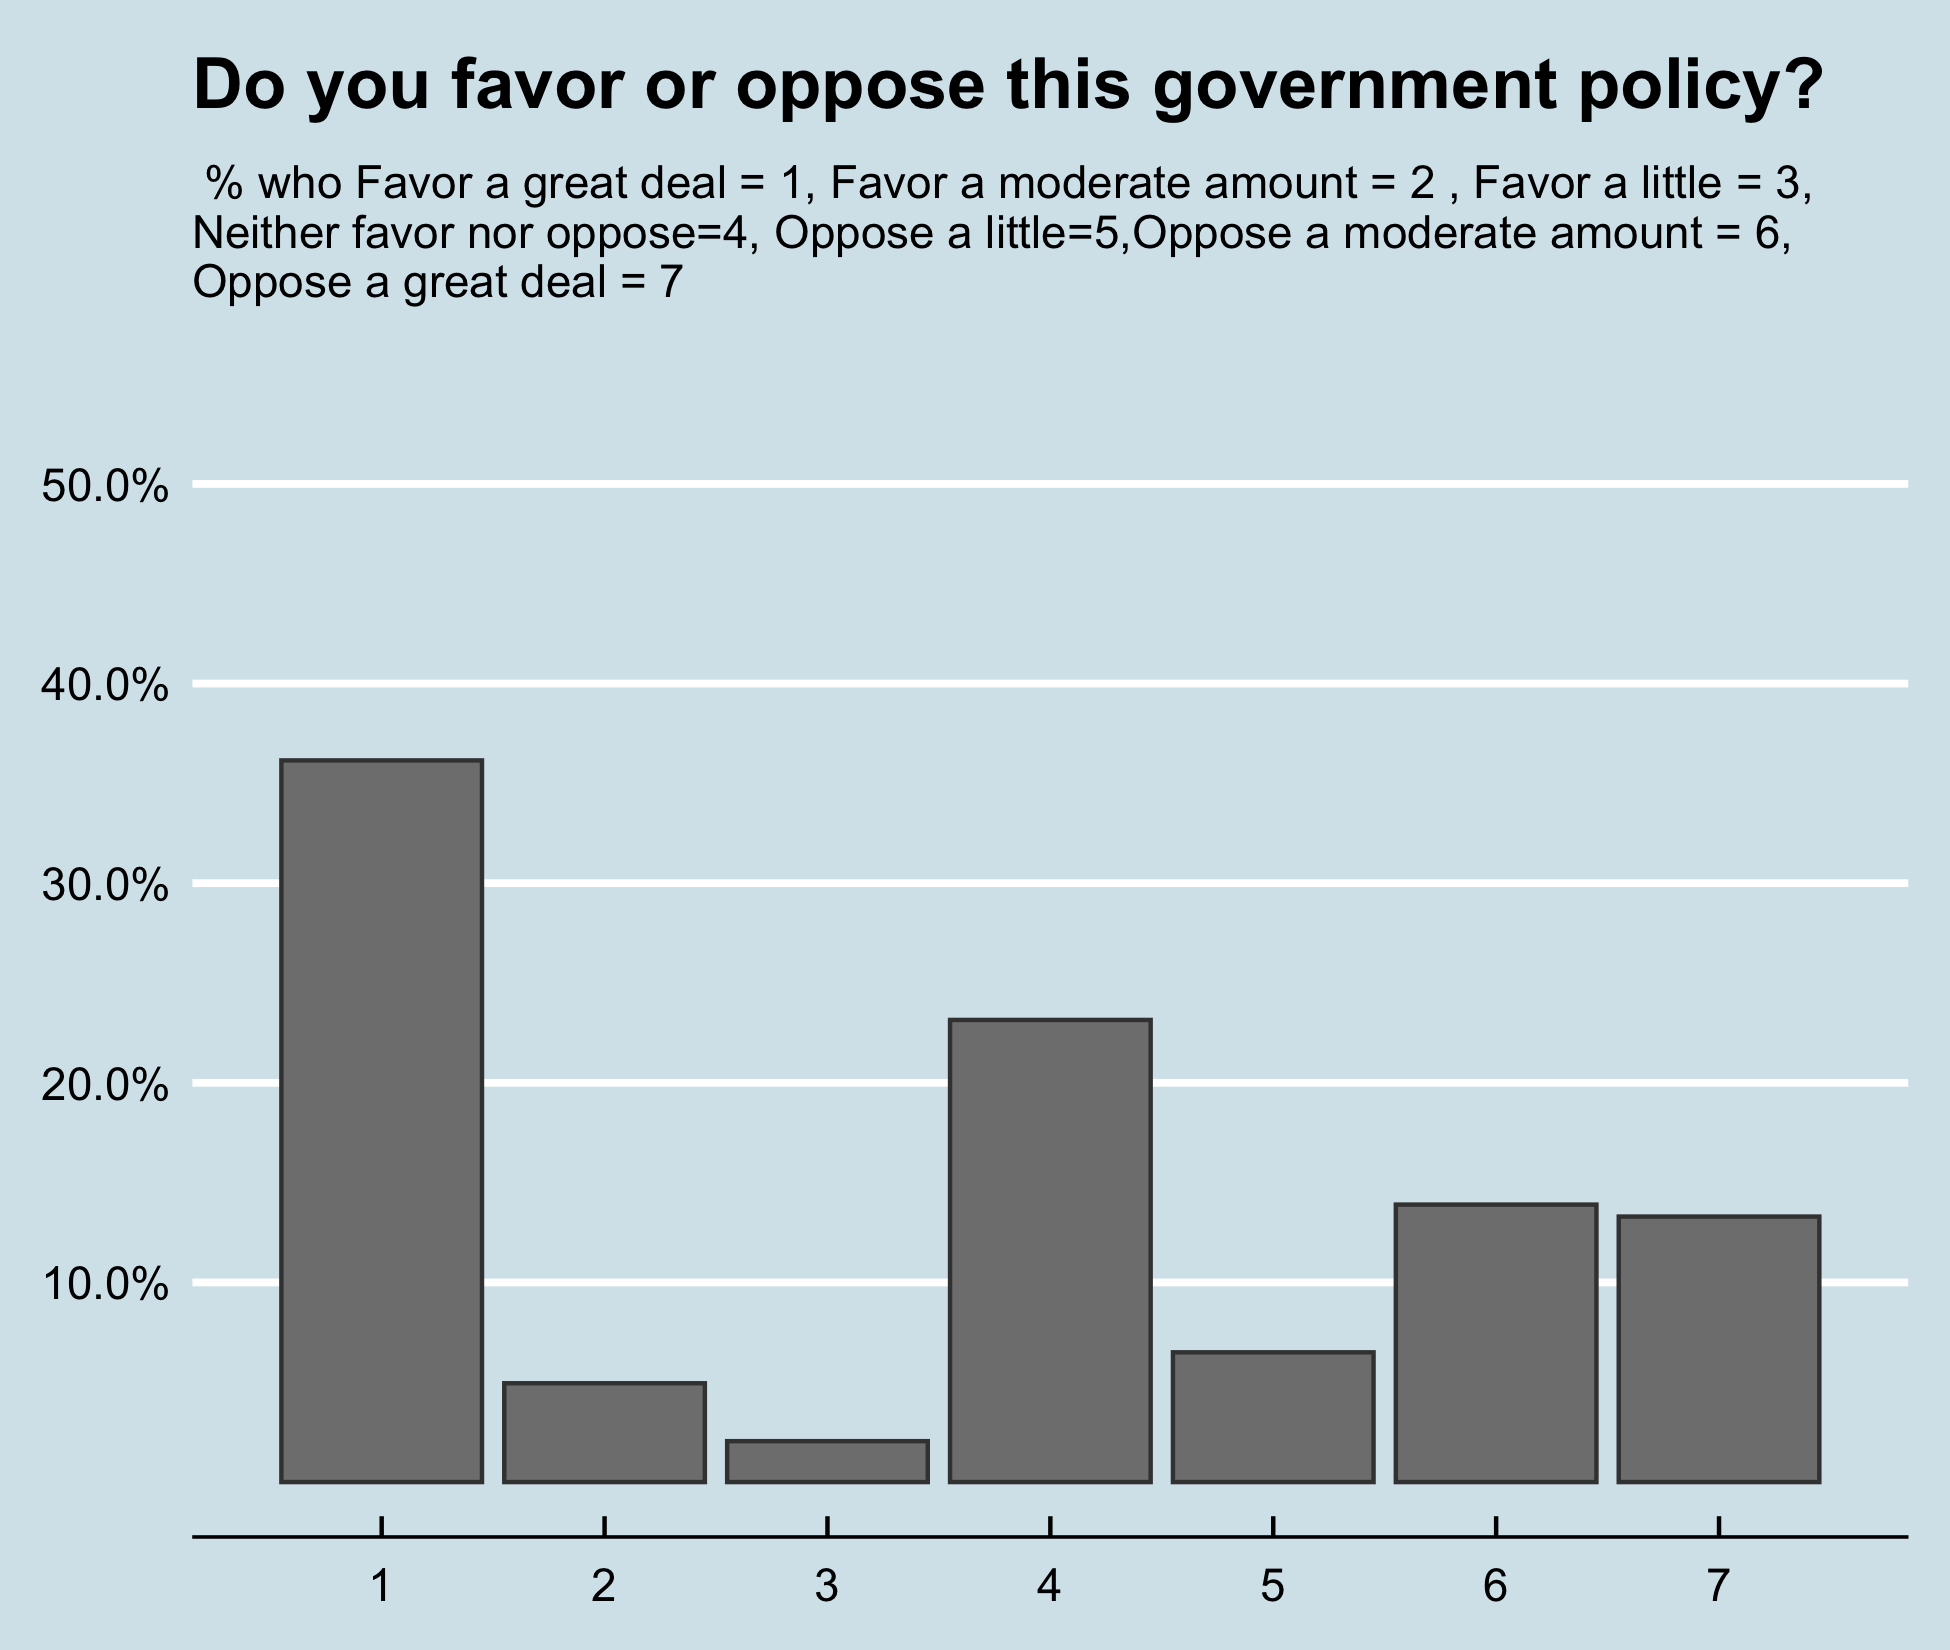 Do you favor or oppose this government policy?
% who Favor a great deal = 1, Favor a moderate amount = 2 , Favor a little = 3,
Neither favor nor oppose=4, Oppose a little=5,Oppose a moderate amount = 6,
Oppose a great deal = 7
50.0%
40.0%
30.0%
20.0%
10.0%
1 2 3 4 5 6 7